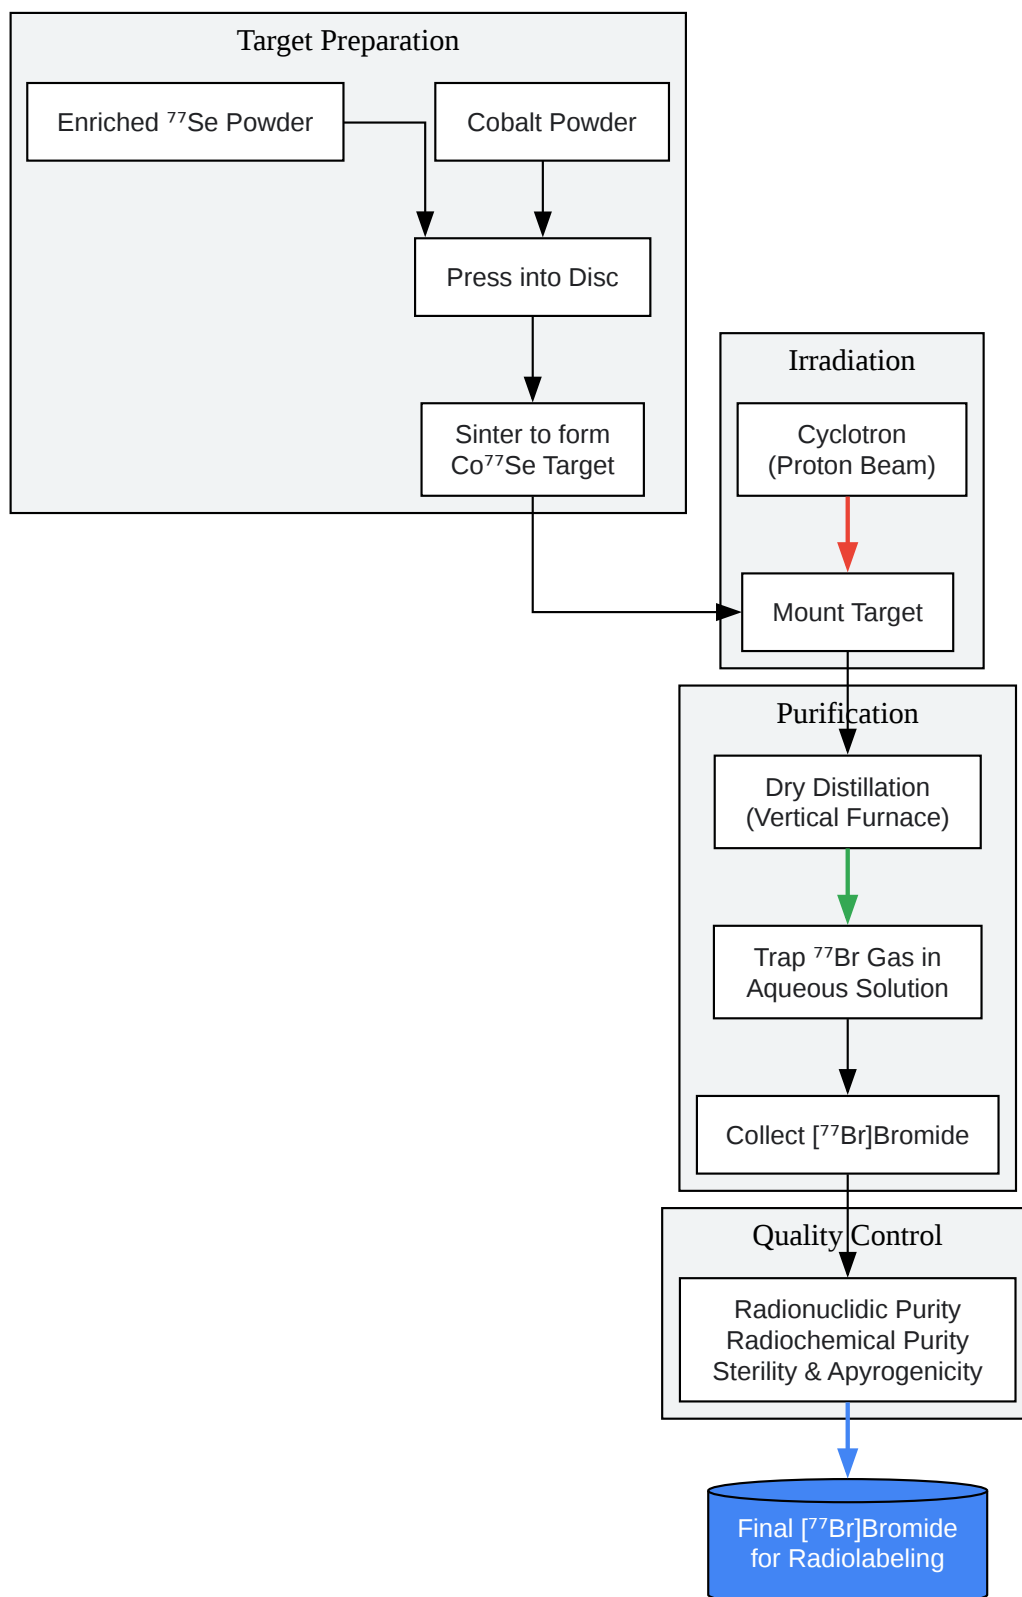 Target Preparation
Enriched ⁷⁷Se Powder
Cobalt Powder
Press into Disc
Sinter to form
Co⁷⁷Se Target
Irradiation
Cyclotron
(Proton Beam)
Mount Target
Purification
Dry Distillation
(Vertical Furnace)
Trap ⁷⁷Br Gas in
Aqueous Solution
Collect [⁷⁷Br]Bromide
Quality Control
Radionuclidic Purity
Radiochemical Purity
Sterility & Apyrogenicity
Final [⁷⁷Br]Bromide
for Radiolabeling